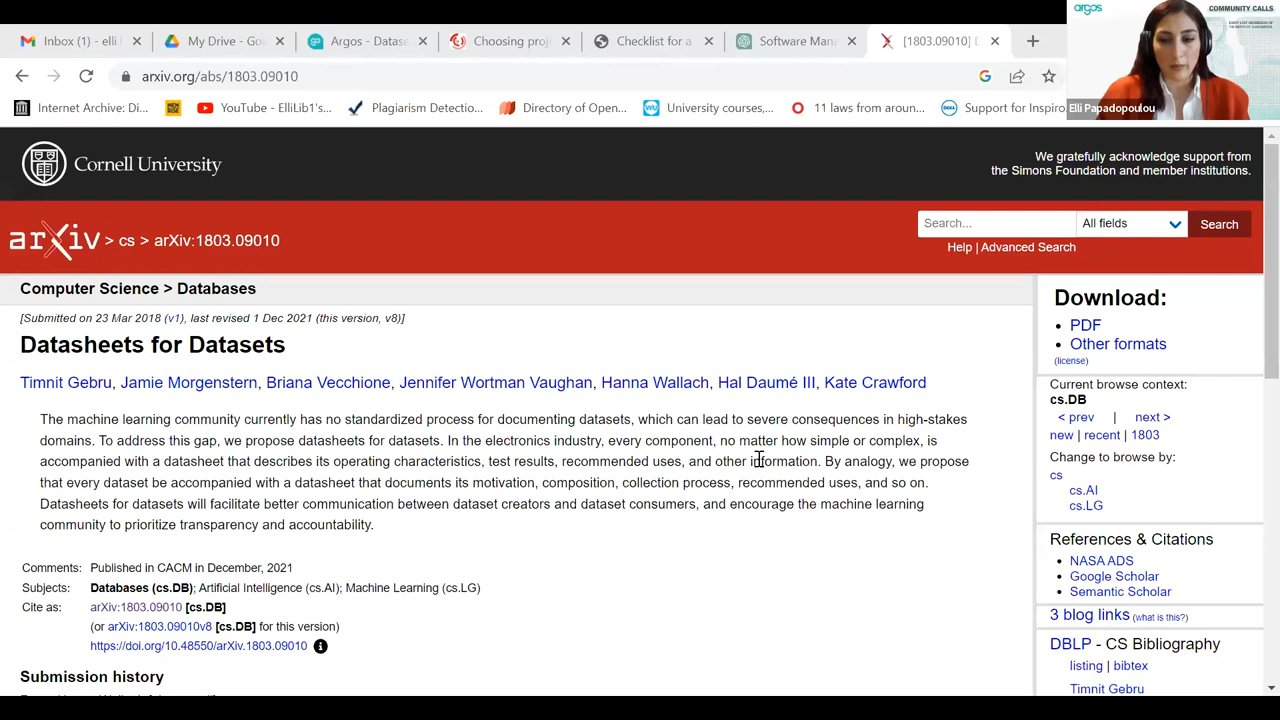 Inbox (1) - elli.
My Drive - Go
Argos - Datase
Choosing proj
Checklist for a
Software Man
[1803.09010] D
argos
COMMUNITY CALLS
arxiv.org/abs/1803.09010
Internet Archive: Di...
YouTube - ElliLib1's...
Plagiarism Detectio...
Directory of Open...
University courses,...
11 laws from aroun...
Support for Inspiro
Elli Papadopoulou
Cornell University
We gratefully acknowledge support from
the Simons Foundation and member institutions.
arXiv > cs > arXiv:1803.09010
Search...
All fields
Search
Help | Advanced Search
Computer Science > Databases
[Submitted on 23 Mar 2018 (v1), last revised 1 Dec 2021 (this version, v8)]
Datasheets for Datasets
Timnit Gebru, Jamie Morgenstern, Briana Vecchione, Jennifer Wortman Vaughan, Hanna Wallach, Hal Daumé III, Kate Crawford
The machine learning community currently has no standardized process for documenting datasets, which can lead to severe consequences in high-stakes
domains. To address this gap, we propose datasheets for datasets. In the electronics industry, every component, no matter how simple or complex, is
accompanied with a datasheet that describes its operating characteristics, test results, recommended uses, and other information. By analogy, we propose
that every dataset be accompanied with a datasheet that documents its motivation, composition, collection process, recommended uses, and so on.
Datasheets for datasets will facilitate better communication between dataset creators and dataset consumers, and encourage the machine learning
community to prioritize transparency and accountability.
Comments: Published in CACM in December, 2021
Subjects: Databases (cs.DB); Artificial Intelligence (cs.AI); Machine Learning (cs.LG)
Cite as: arXiv:1803.09010 [cs.DB]
(or arXiv:1803.09010v8 [cs.DB] for this version)
https://doi.org/10.48550/arXiv.1803.09010
Submission history
Download:
PDF
Other formats
(license)
Current browse context:
cs.DB
< prev | next >
new | recent | 1803
Change to browse by:
cs
cs.AI
cs.LG
References & Citations
NASA ADS
Google Scholar
Semantic Scholar
3 blog links (what is this?)
DBLP - CS Bibliography
listing | bibtex
Timnit Gebru